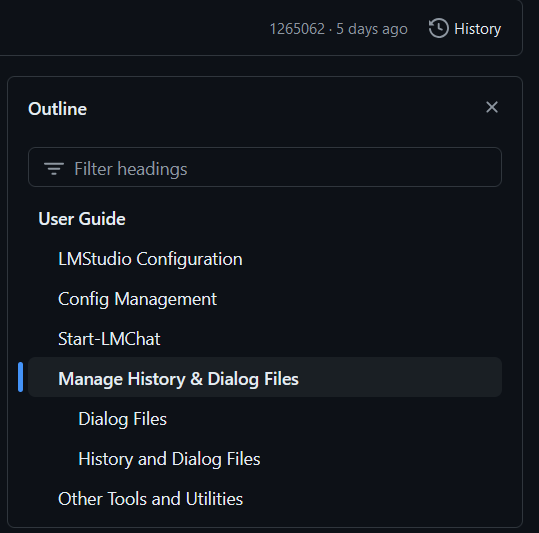 1265062 · 5 days ago History
Outline
Filter headings
User Guide
LMStudio Configuration
Config Management
Start-LMChat
Manage History & Dialog Files
Dialog Files
History and Dialog Files
Other Tools and Utilities